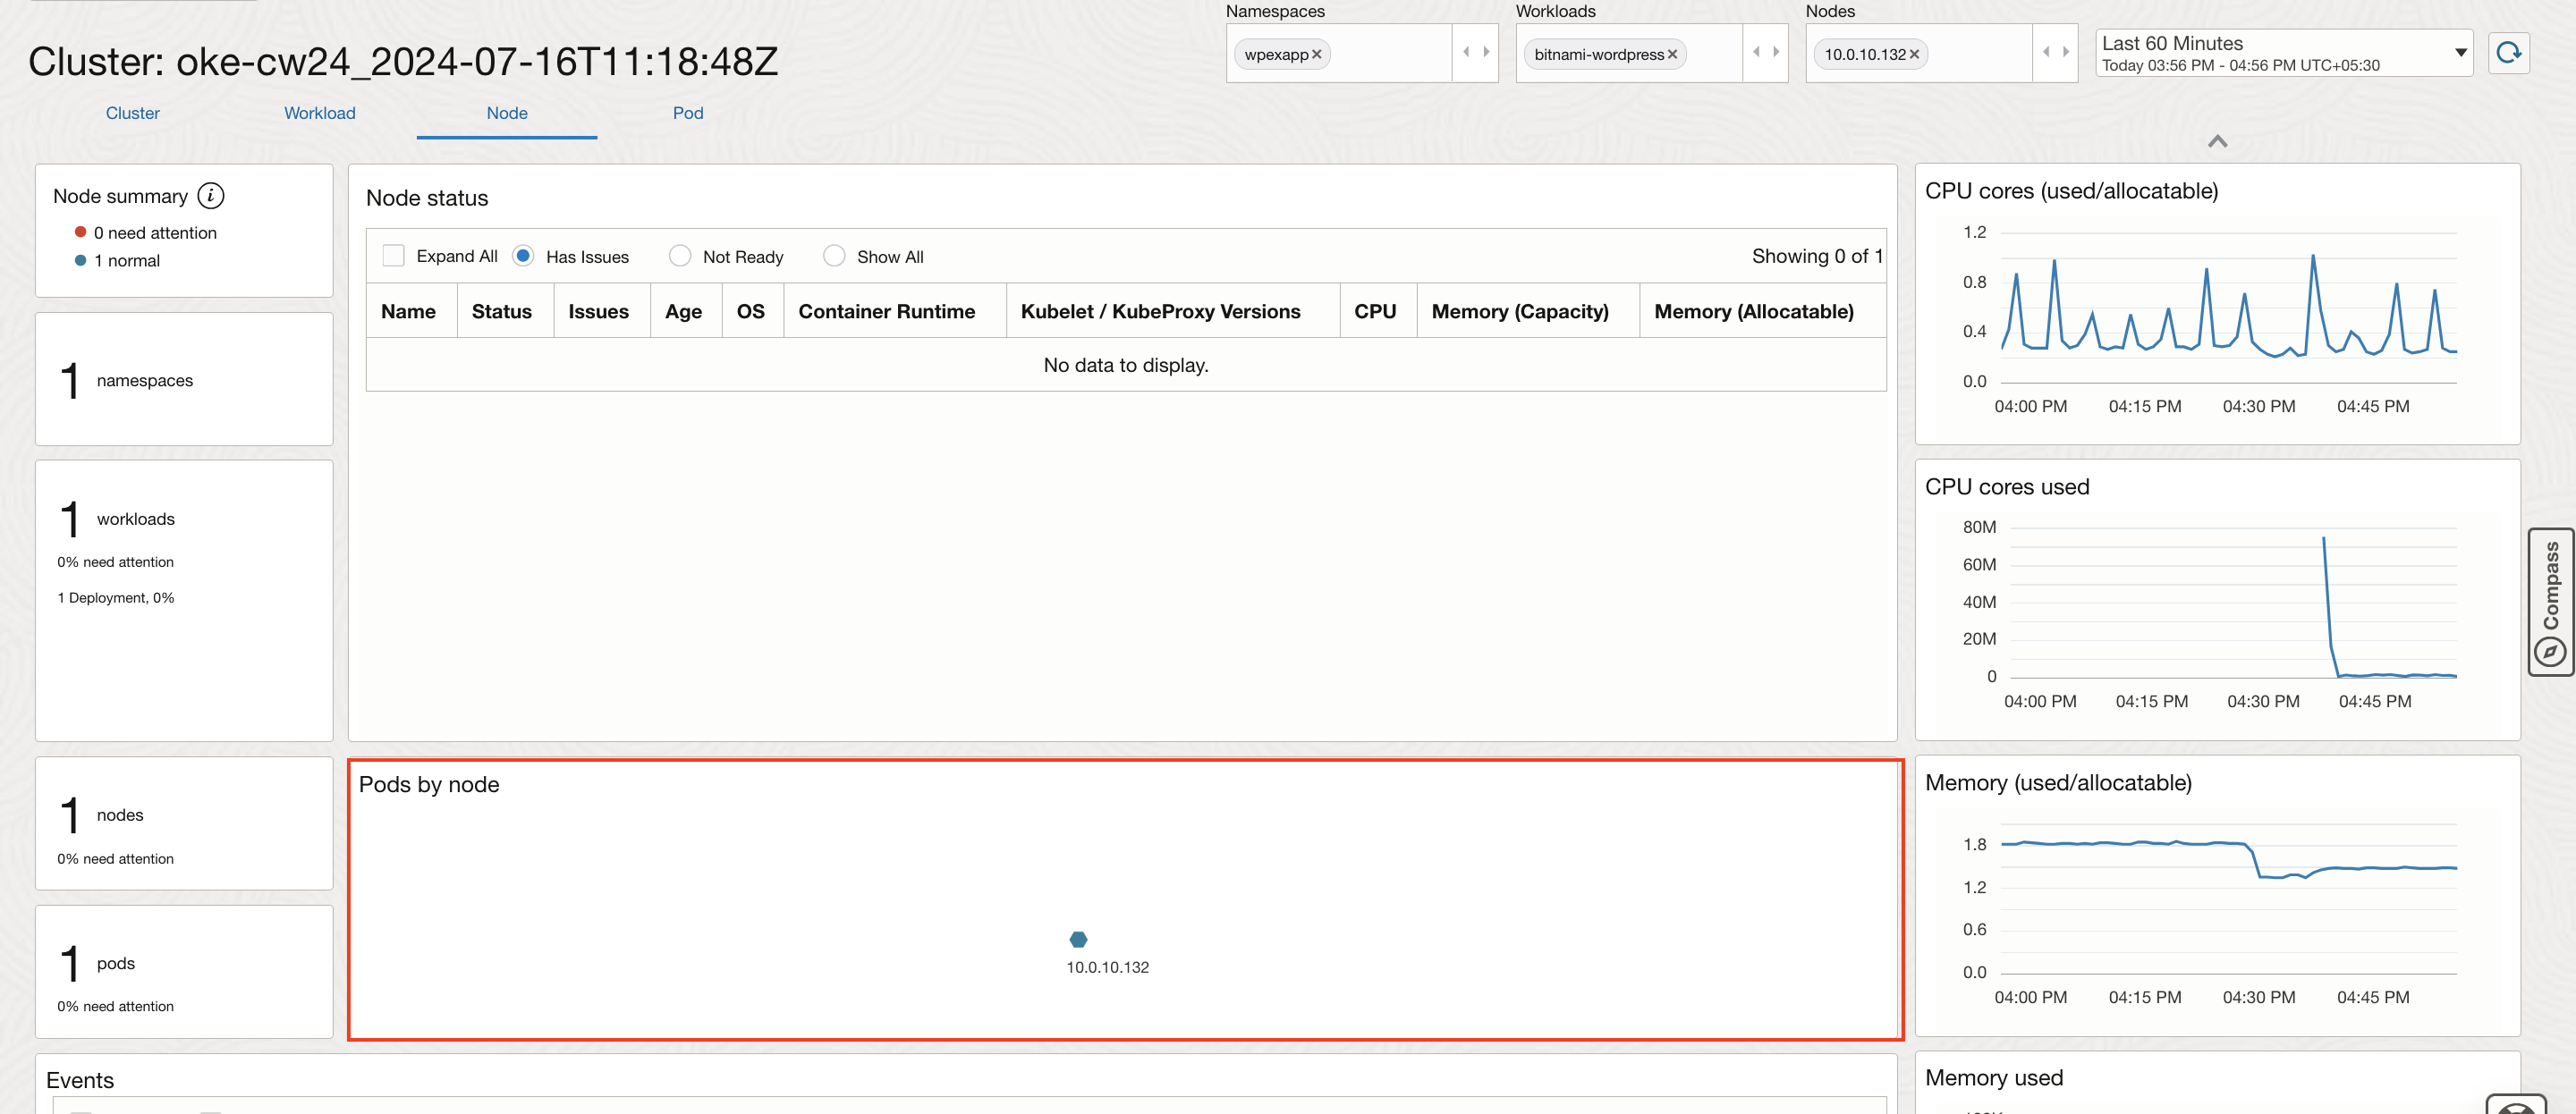 Namespaces
Workloads
Nodes
wpexapp×
bitnami-wordpress×
10.0.10.132×
Last 60 Minutes
Today 03:56 PM - 04:56 PM UTC+05:30
Cluster: oke-cw24_2024-07-16T11:18:48Z
Cluster
Workload
Node
Pod
Node summary
i
0 need attention
1 normal
1 namespaces
1 workloads
0% need attention
1 Deployment, 0%
1 nodes
0% need attention
1 pods
0% need attention
Node status
Expand All
Has Issues
Not Ready
Show All
Showing 0 of 1
Name
Status
Issues
Age
OS
Container Runtime
Kubelet / KubeProxy Versions
CPU
Memory (Capacity)
Memory (Allocatable)
No data to display.
Pods by node
10.0.10.132
Events
CPU cores (used/allocatable)
1.2
0.8
0.4
0.0
04:00 PM
04:15 PM
04:30 PM
04:45 PM
CPU cores used
80M
60M
40M
20M
0
04:00 PM
04:15 PM
04:30 PM
04:45 PM
Memory (used/allocatable)
1.8
1.2
0.6
0.0
04:00 PM
04:15 PM
04:30 PM
04:45 PM
Memory used
Compass